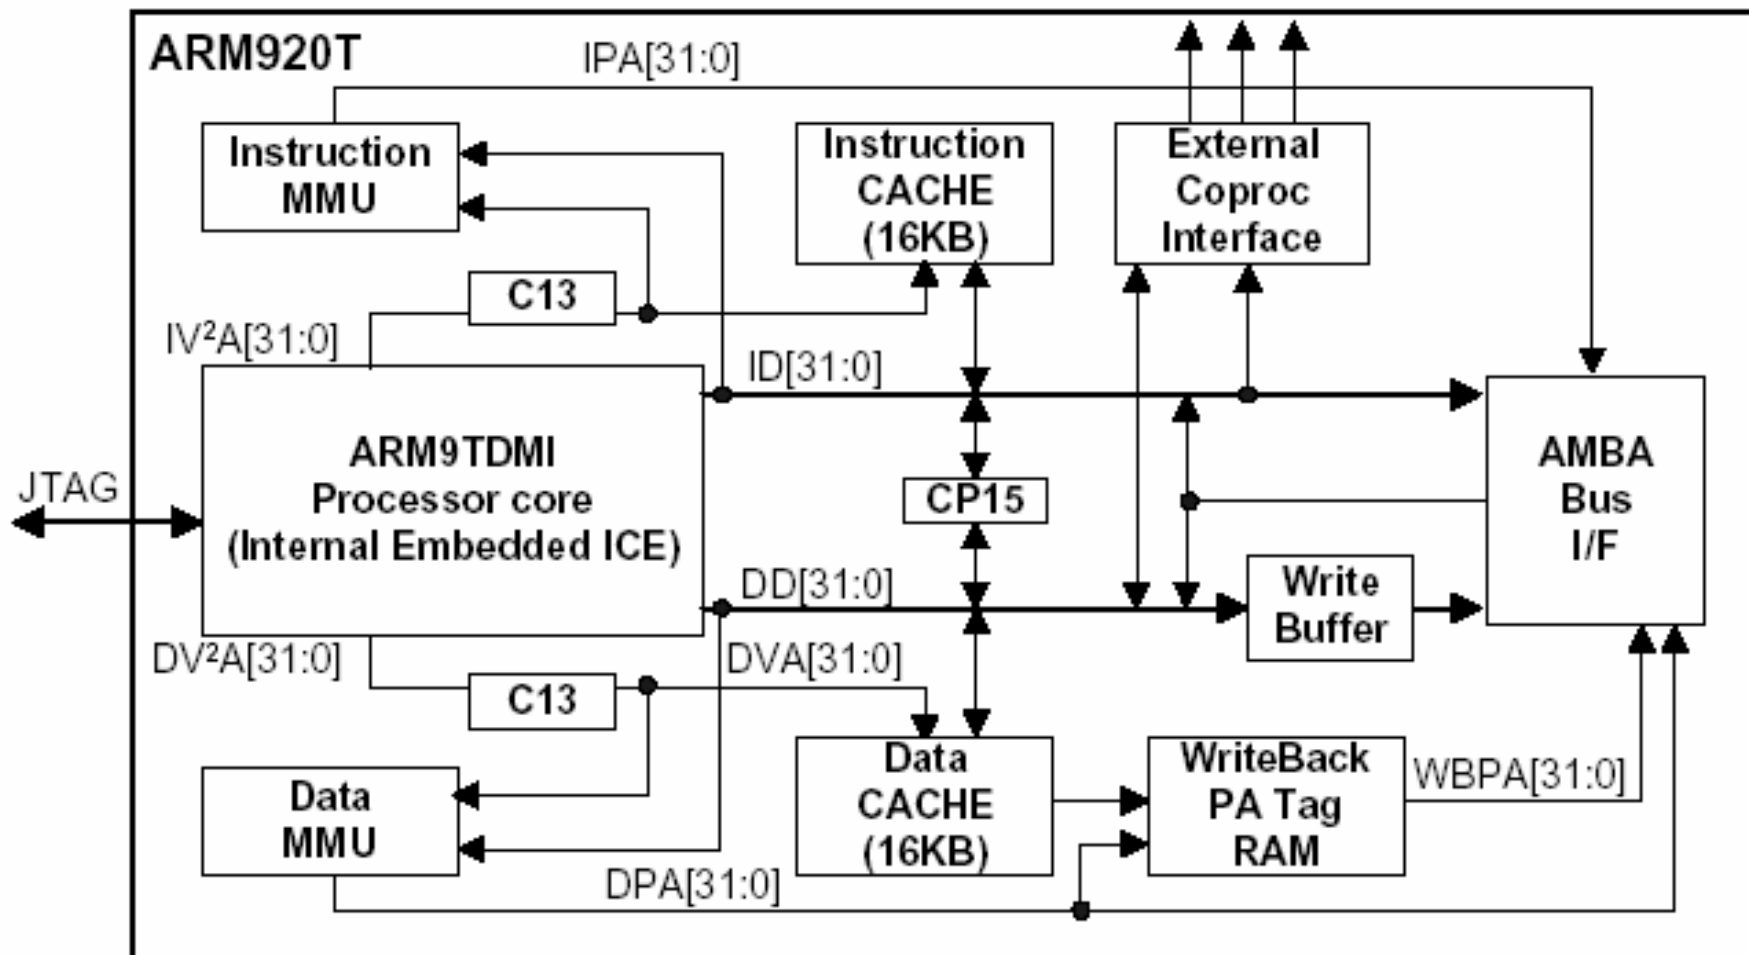 ARM920T
IPA[31:0]
Instruction
MMU
Instruction
CACHE
(16KB)
External
Coproc
Interface
C13
IV²A[31:0]
ID[31:0]
ARM9TDMI
Processor core
(Internal Embedded ICE)
JTAG
CP15
AMBA
Bus
I/F
DD[31:0]
Write
Buffer
DV²A[31:0]
DVA[31:0]
C13
Data
MMU
Data
CACHE
(16KB)
WriteBack
PA Tag
RAM
WBPA[31:0]
DPA[31:0]